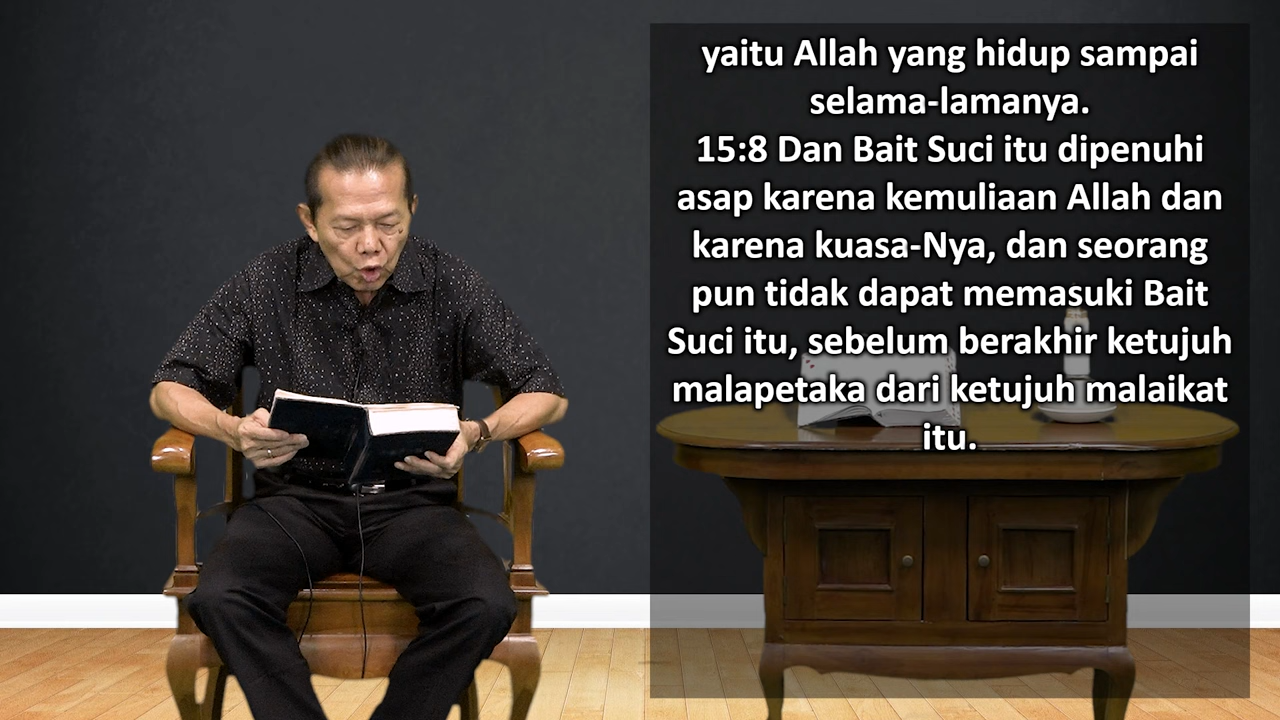 yaitu Allah yang hidup sampai
selama-lamanya.
15:8 Dan Bait Suci itu dipenuhi
asap karena kemuliaan Allah dan
karena kuasa-Nya, dan seorang
pun tidak dapat memasuki Bait
Suci itu, sebelum berakhir ketujuh
malapetaka dari ketujuh malaikat
itu.